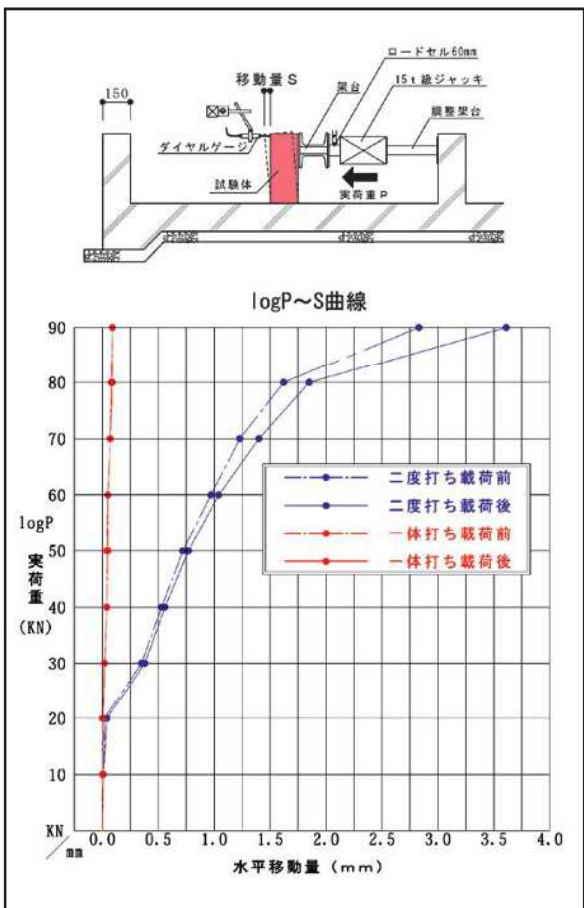 ロードセル60mm
移動量S
架台
15t級ジャッキ
150
調整架台
ダイヤルゲージ
試験体
実荷重P
logP～S曲線
90
80
70
60
logP
50
実荷重
40
(KN)
30
20
10
KN
mm
0.0 0.5 1.0 1.5 2.0 2.5 3.0 3.5 4.0
水平移動量(mm)
二度打ち載荷前
二度打ち載荷後
一体打ち載荷前
一体打ち載荷後